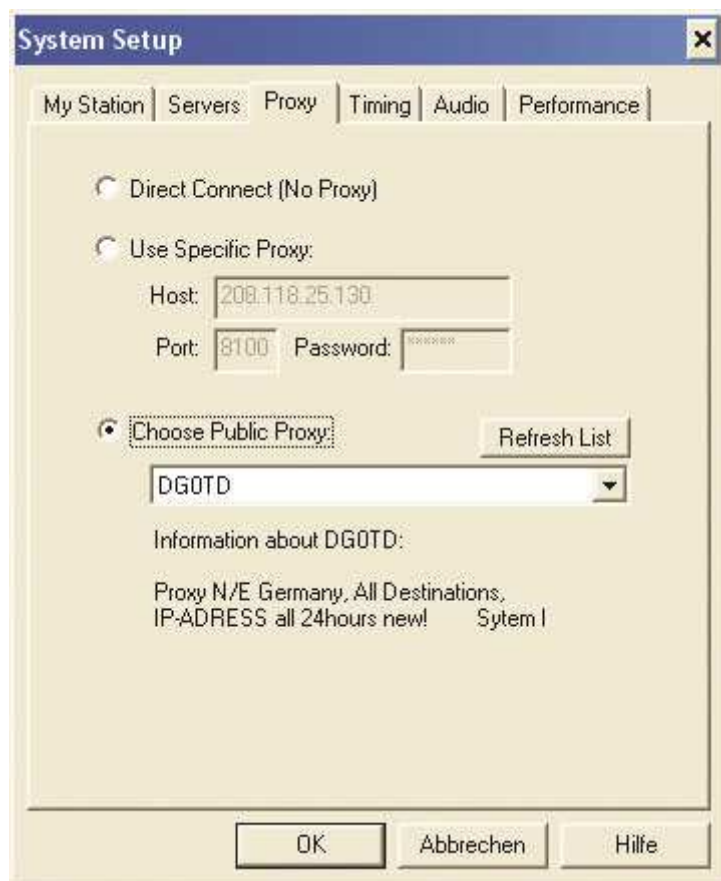 System Setup
My Station Servers Proxy Timing Audio Performance
Direct Connect (No Proxy)
Use Specific Proxy:
Host: 208.118.25.130
Port: 8100 Password: ******
Choose Public Proxy: Refresh List
DG0TD
Information about DG0TD:
Proxy N/E Germany, All Destinations,
IP-ADRESS all 24hours new! Sytem I
OK Abbrechen Hilfe